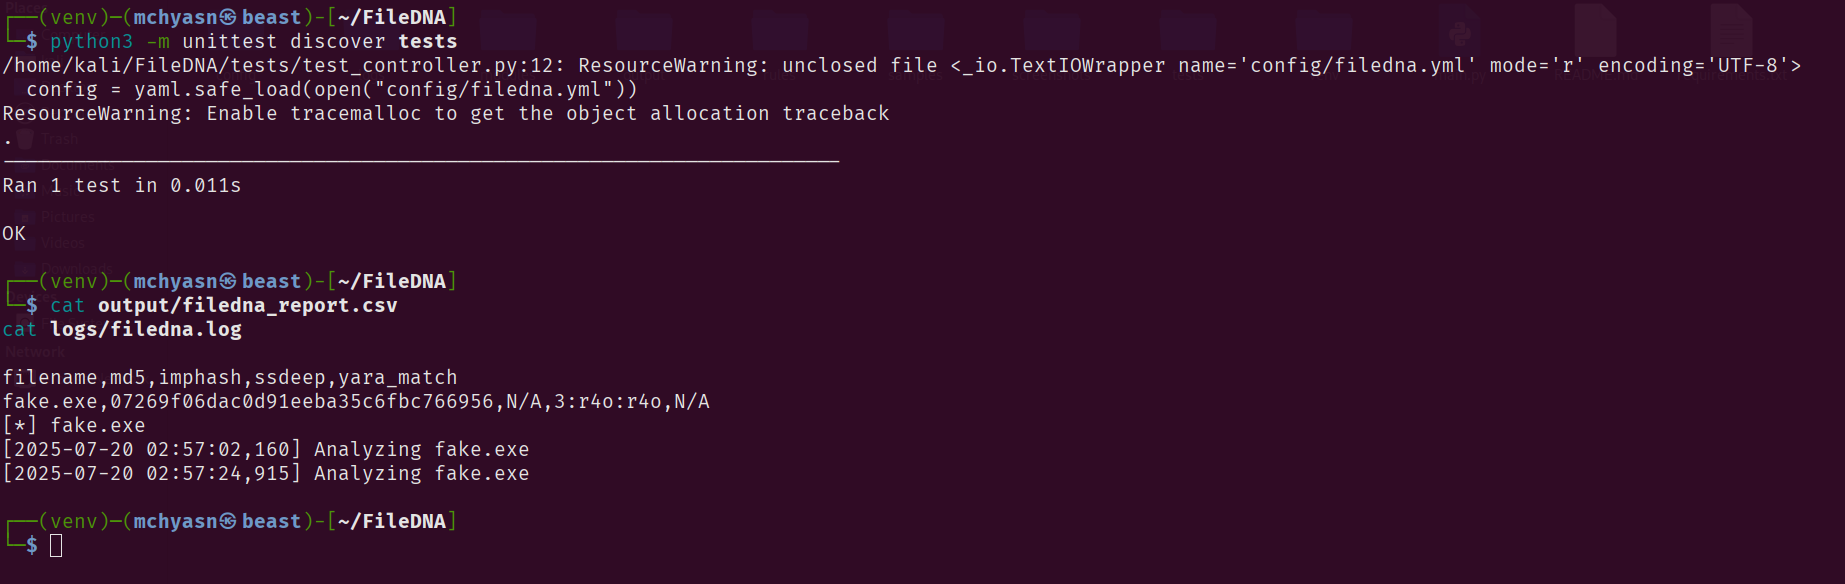 ┌──(venv)─(mchyasn㉿beast)-[~/FileDNA]
└─$ python3 -m unittest discover tests
/home/kali/FileDNA/tests/test_controller.py:12: ResourceWarning: unclosed file <_io.TextIOWrapper name='config/filedna.yml' mode='r' encoding='UTF-8'>
  config = yaml.safe_load(open("config/filedna.yml"))
ResourceWarning: Enable tracemalloc to get the object allocation traceback
.
----------------------------------------------------------------------
Ran 1 test in 0.011s
OK
┌──(venv)─(mchyasn㉿beast)-[~/FileDNA]
└─$ cat output/filedna_report.csv
cat logs/filedna.log
filename,md5,imphash,ssdeep,yara_match
fake.exe,07269f06dac0d91eeba35c6fbc766956,N/A,3:r4o:r4o,N/A
[*] fake.exe
[2025-07-20 02:57:02,160] Analyzing fake.exe
[2025-07-20 02:57:24,915] Analyzing fake.exe
┌──(venv)─(mchyasn㉿beast)-[~/FileDNA]
└─$
Trash
Pictures
Videos
Network